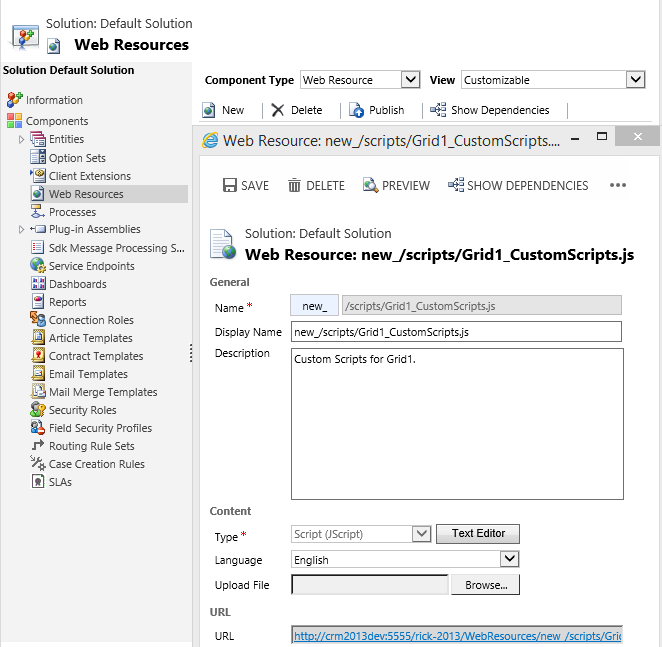 Solution: Default Solution
Web Resources
Solution Default Solution
Component Type Web Resource View Customizable
New Delete Publish Show Dependencies
Information
Components
Entities
Option Sets
Client Extensions
Web Resources
Processes
Plug-in Assemblies
Sdk Message Processing S...
Service Endpoints
Dashboards
Reports
Connection Roles
Article Templates
Contract Templates
Email Templates
Mail Merge Templates
Security Roles
Field Security Profiles
Routing Rule Sets
Case Creation Rules
SLAs
Web Resource: new_/scripts/Grid1_CustomScripts....
SAVE DELETE PREVIEW SHOW DEPENDENCIES •••
Solution: Default Solution
Web Resource: new_/scripts/Grid1_CustomScripts.js
General
Name * new_ /scripts/Grid1_CustomScripts.js
Display Name new_/scripts/Grid1_CustomScripts.js
Description Custom Scripts for Grid1.
Content
Type * Script (JScript) Text Editor
Language English
Upload File Browse...
URL
URL http://crm2013dev:5555/rick-2013/WebResources/new_/scripts/Gri